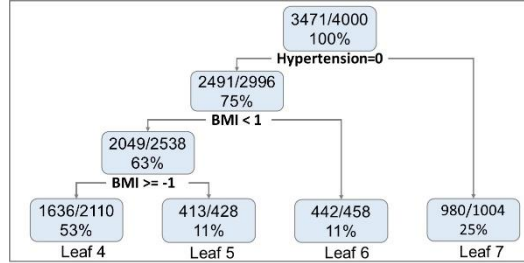 3471/4000
100%
Hypertension=0
2491/2996
75%
BMI < 1
2049/2538
63%
BMI >= -1
1636/2110
53%
413/428
11%
442/458
11%
980/1004
25%
Leaf 4
Leaf 5
Leaf 6
Leaf 7